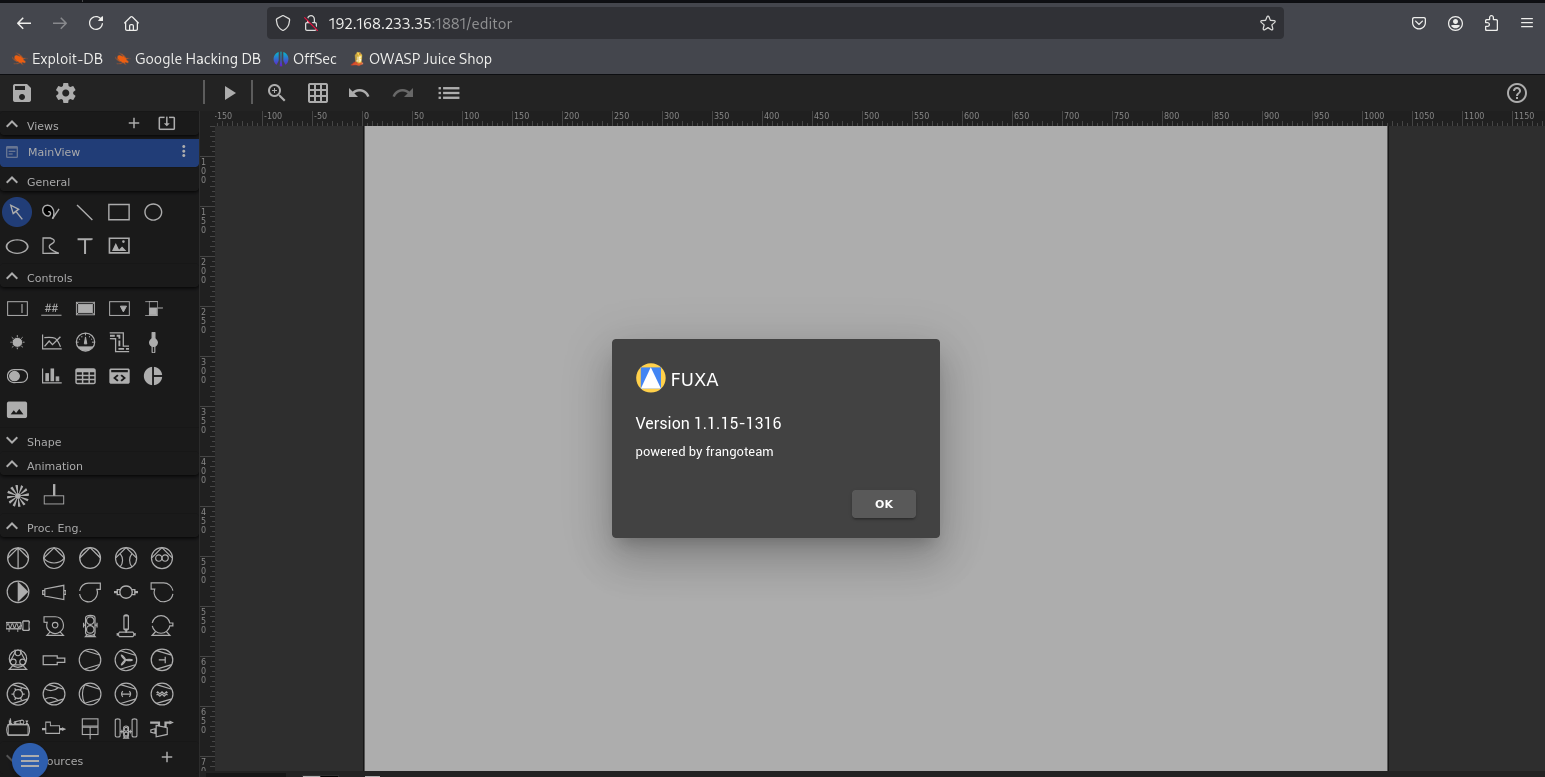 192.168.233.35:1881/editor
Exploit-DB Google Hacking DB OffSec OWASP Juice Shop
Views
-150 -100 -50 0 50 100 150 200 250 300 350 400 450 500 550 600 650 700 750 800 850 900 950 1000 1050 1100 1150
MainView
100
General
150
200
Controls
250
##
300
FUXA
350
Version 1.1.15-1316
Shape
powered by frangoteam
Animation
400
OK
450
Proc. Eng.
500
550
600
650
ources